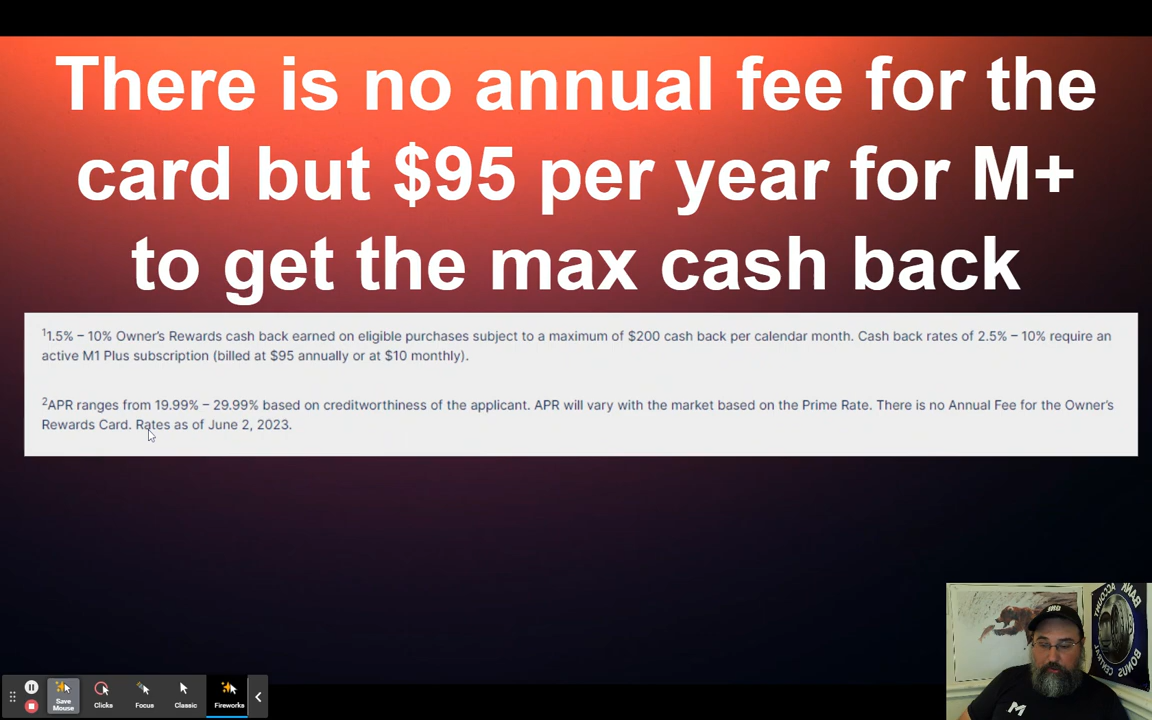 There is no annual fee for the
card but $95 per year for M+
to get the max cash back
¹1.5% – 10% Owner's Rewards cash back earned on eligible purchases subject to a maximum of $200 cash back per calendar month. Cash back rates of 2.5% – 10% require an
active M1 Plus subscription (billed at $95 annually or at $10 monthly).
²APR ranges from 19.99% – 29.99% based on creditworthiness of the applicant. APR will vary with the market based on the Prime Rate. There is no Annual Fee for the Owner's
Rewards Card. Rates as of June 2, 2023.
BANK
ACCOUNT
BONUS
CENTRAL
M
Save
Mouse
Clicks
Focus
Classic
Fireworks